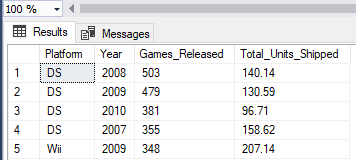 100 %
Results Messages
Platform Year Games_Released Total_Units_Shipped
1 DS 2008 503 140.14
2 DS 2009 479 130.59
3 DS 2010 381 96.71
4 DS 2007 355 158.62
5 Wii 2009 348 207.14